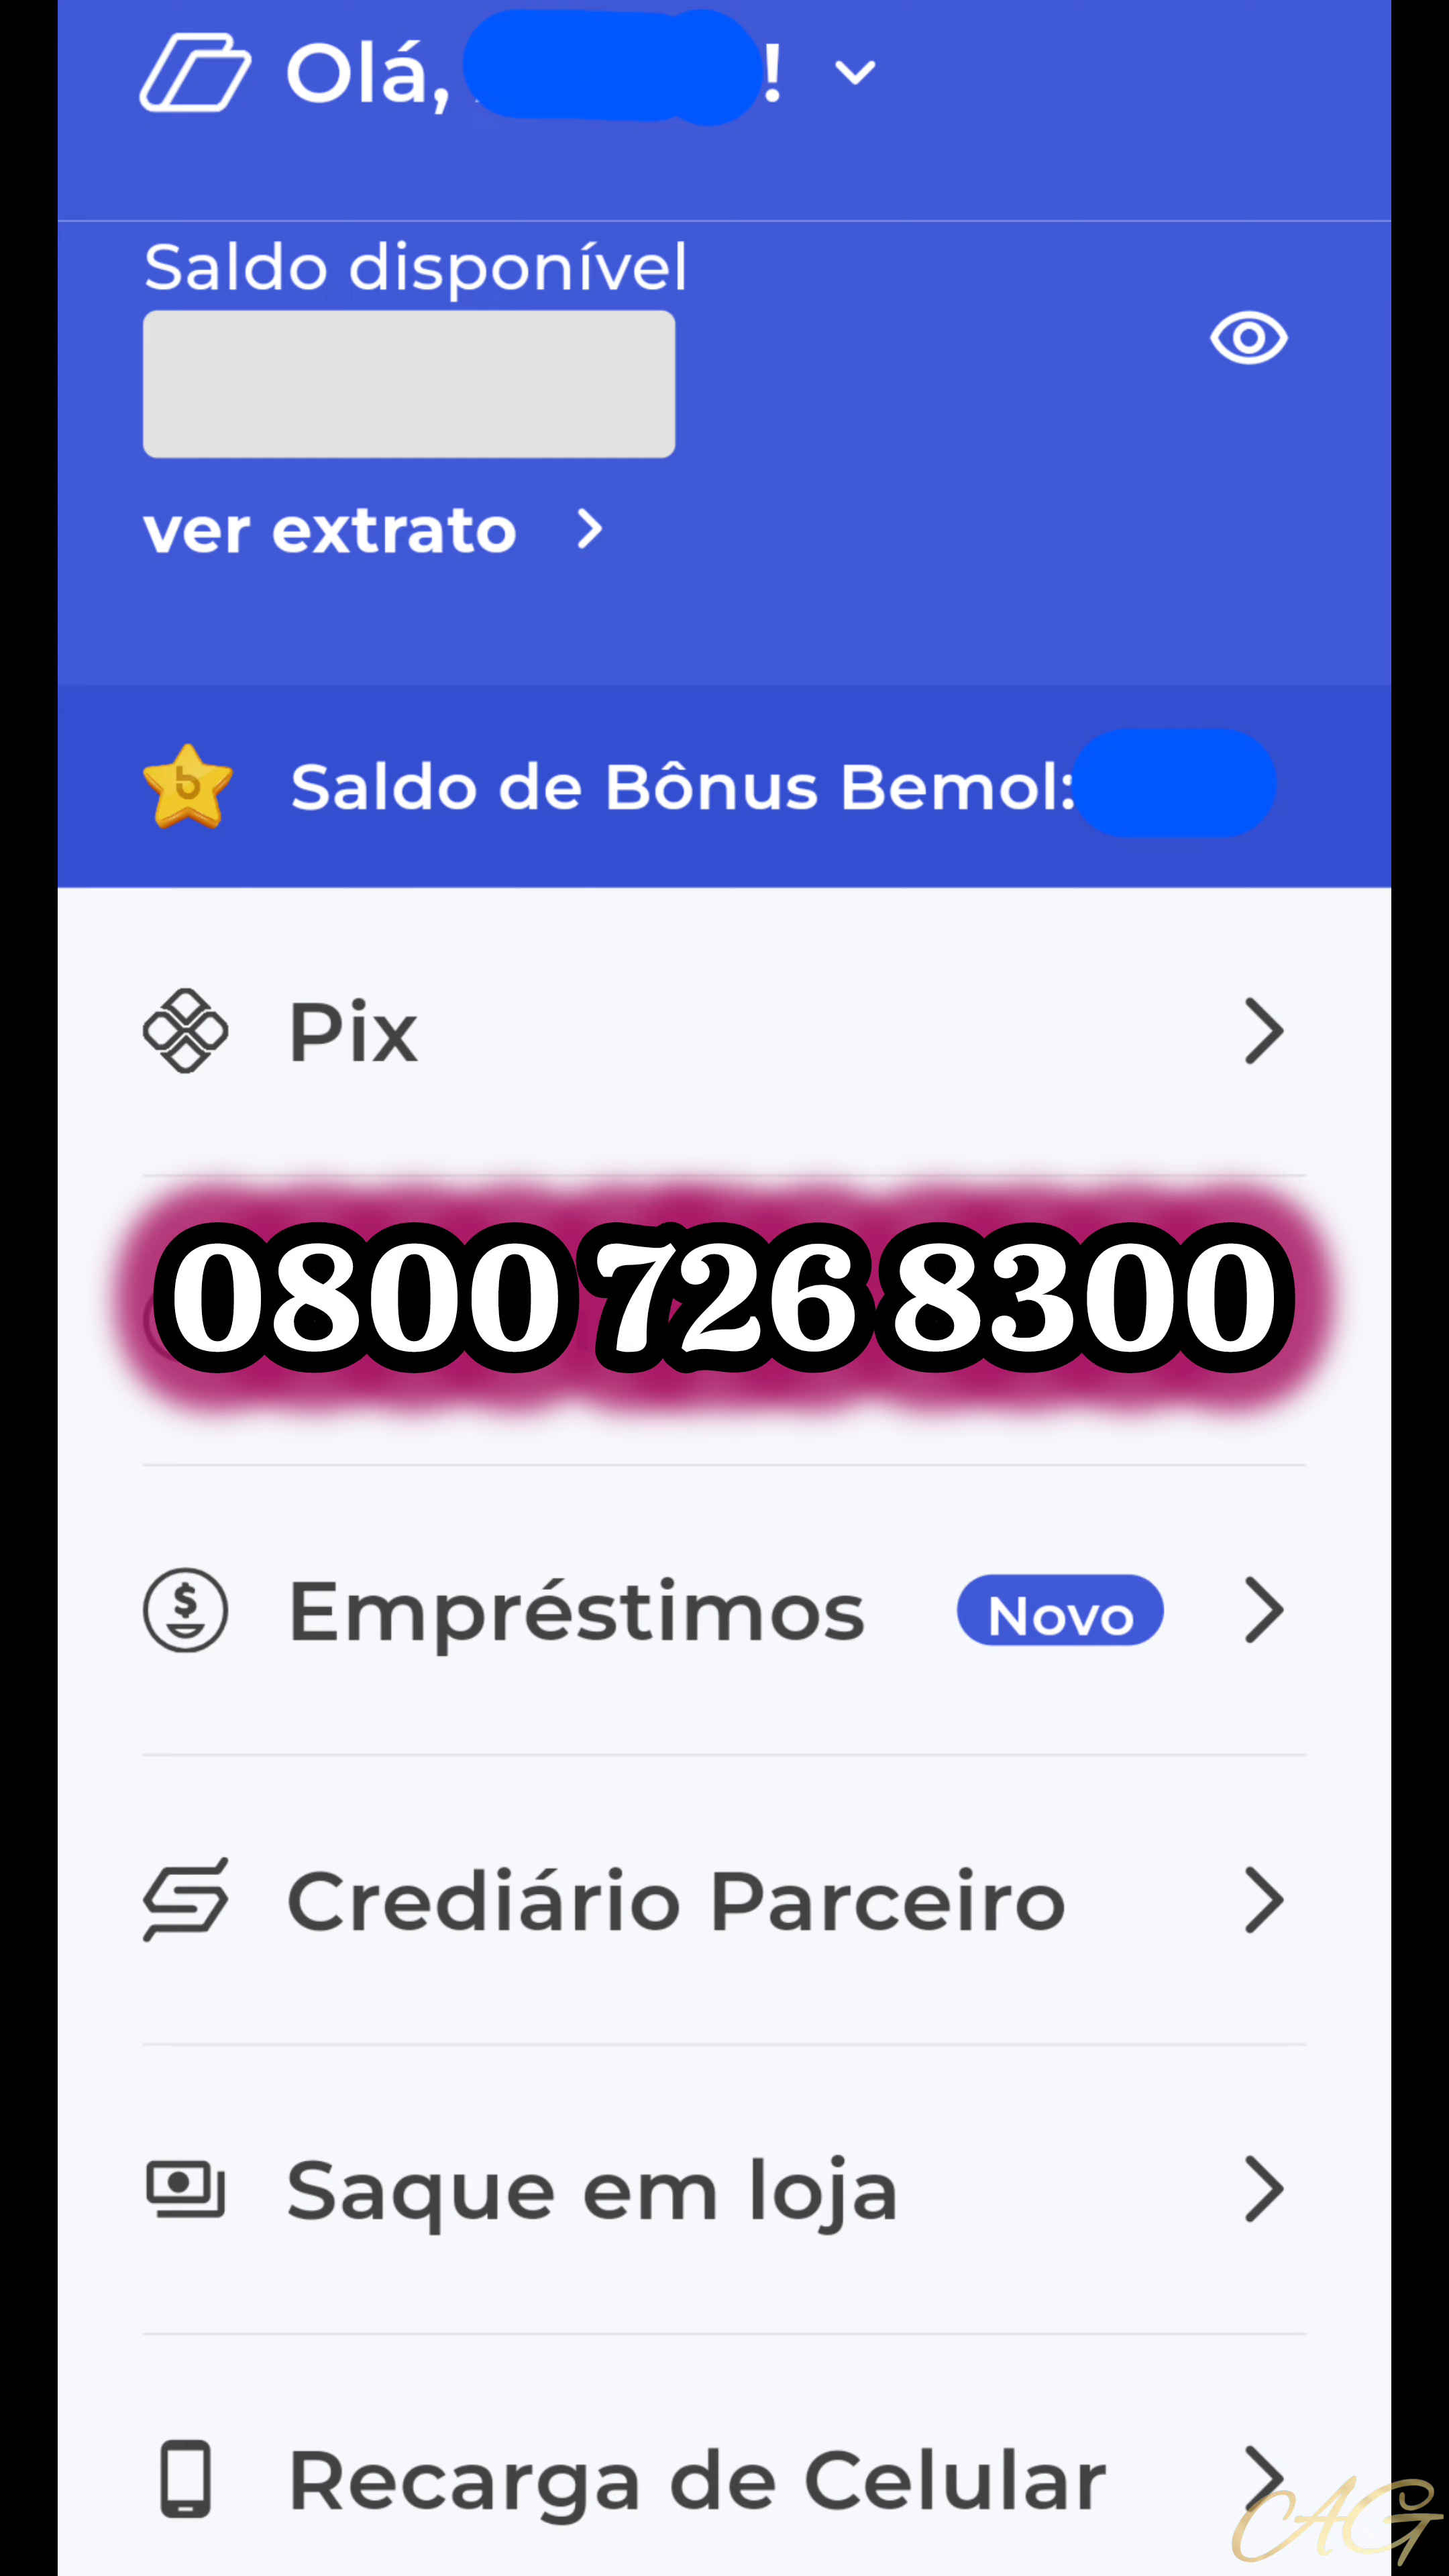 Olá, !
Saldo disponível
ver extrato
Saldo de Bônus Bemol:
Pix
0800 726 8300
Empréstimos Novo
Crediário Parceiro
Saque em loja
Recarga de Celular
CAG